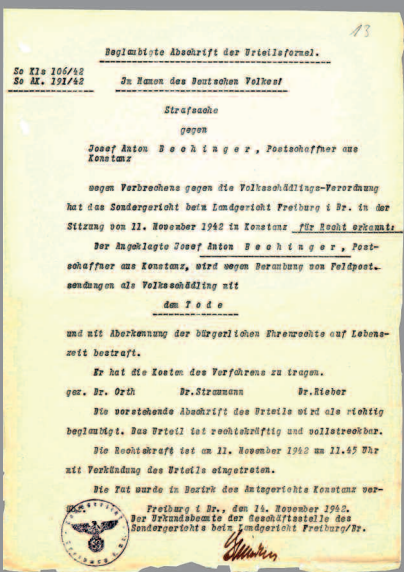 13
Beglaubigte Abschrift der Urteilsformel.
So Kls 106/42
So AK. 191/42
Im Namen des Deutschen Volkes!
Strafsache
gegen
Josef Anton B e c h i n g e r , Postschaffner aus
Konstanz
wegen Verbrechens gegen die Volksschädlings-Verordnung
hat das Sondergericht beim Landgericht Freiburg i Br. in der
Sitzung von 11. November 1942 in Konstanz für Recht erkannt:
Der Angeklagte Josef Anton B e c h i n g e r , Post-
schaffner aus Konstanz, wird wegen Beraubung von Feldpost-
sendungen als Volksschädling mit
dem T o d e
und mit Aberkennung der bürgerlichen Ehrenrechte auf Lebens-
zeit bestraft.
Er hat die Kosten des Verfahrens zu tragen.
gez. Dr. Orth Dr.Straumann Dr.Rieber
Die vorstehende Abschrift des Urteils wird als richtig
beglaubigt. Das Urteil ist rechtskräftig und vollstreckbar.
Die Rechtskraft ist am 11. November 1942 um 11.45 Uhr
mit Verkündung des Urteils eingetreten.
Die Tat wurde im Bezirk des Amtsgerichts Konstanz ver-
Freiburg i Br., den 14. November 1942.
Der Urkundsbeamte der Geschäftsstelle des
Sondergerichts beim Landgericht Freiburg/Br.